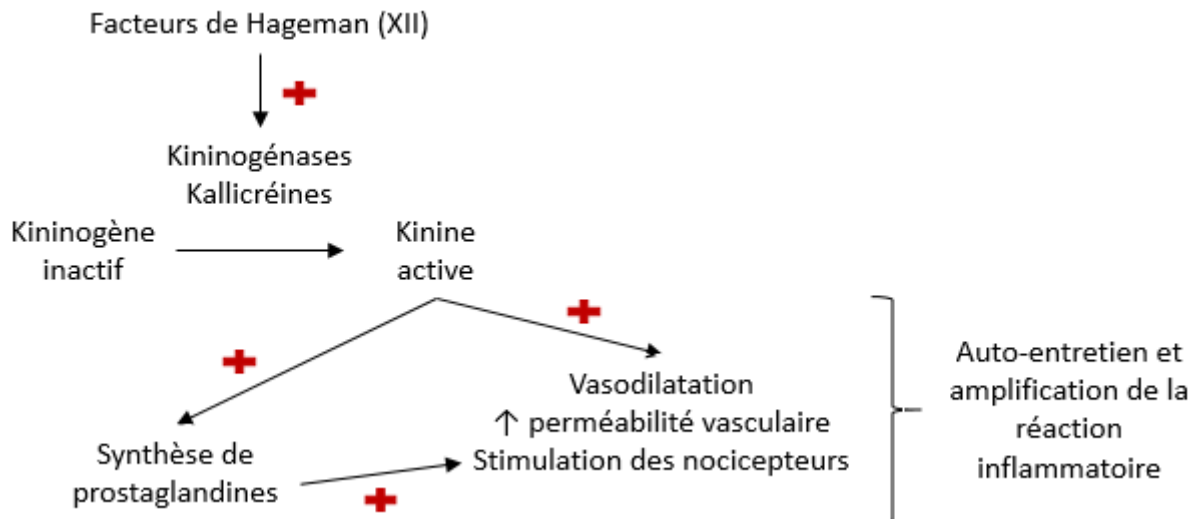 Facteurs de Hageman (XII)
Kininogénases
Kallicréines
Kininogène
inactif
Kinine
active
Vasodilatation
↑ perméabilité vasculaire
Stimulation des nocicepteurs
Synthèse de
prostaglandines
Auto-entretien et
amplification de la
réaction
inflammatoire